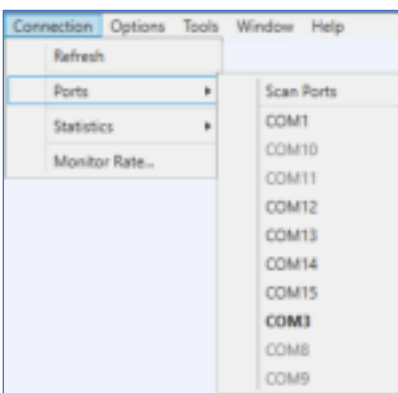 Connection Options Tools Window Help
Refresh
Ports
Statistics
Monitor Rate...
Scan Ports
COM1
COM10
COM11
COM12
COM13
COM14
COM15
COM3
COM8
COM9